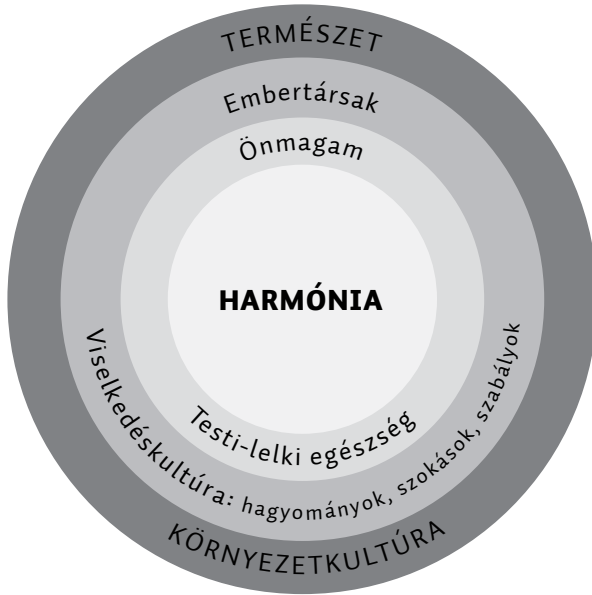 TERMÉSZET
Embertársak
Önmagam
HARMÓNIA
Testi-lelki egészség
Viselkedéskultúra: hagyományok, szokások, szabályok
KÖRNYEZETKULTÚRA